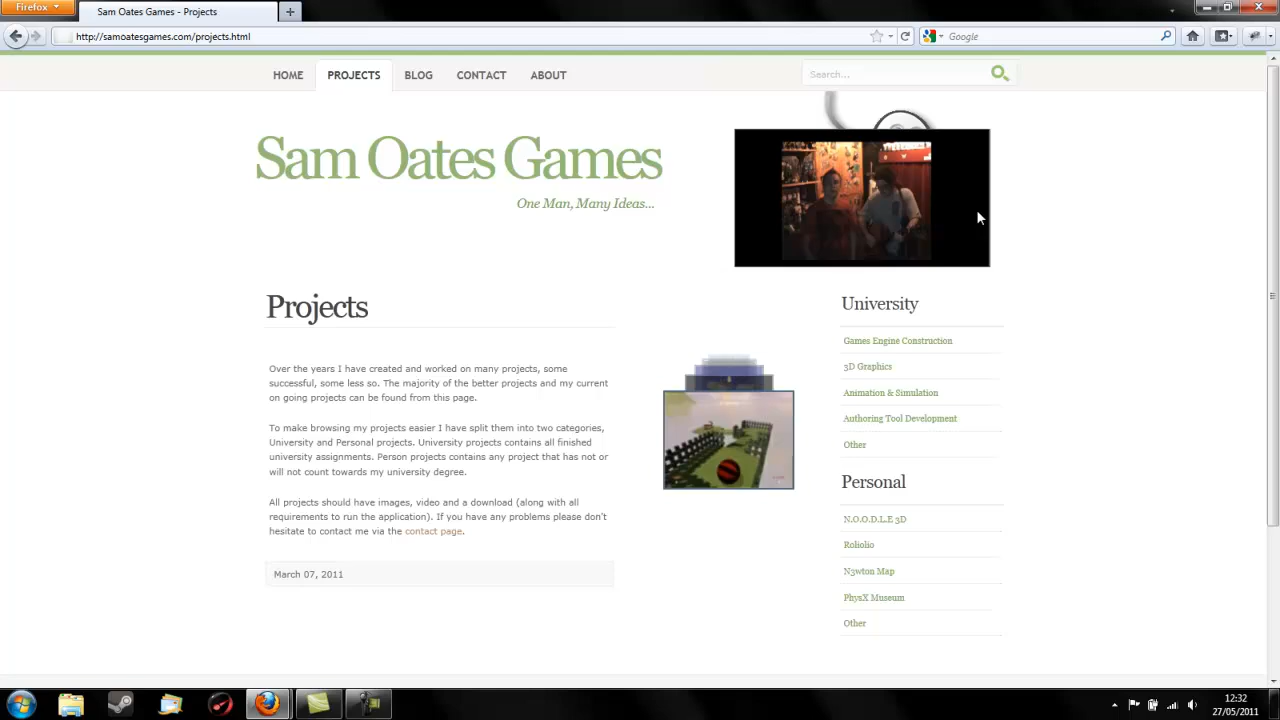 Firefox
Sam Oates Games - Projects
http://samoatesgames.com/projects.html
Google
HOME
PROJECTS
BLOG
CONTACT
ABOUT
Search...
Sam Oates Games
One Man, Many Ideas...
Projects
Over the years I have created and worked on many projects, some
successful, some less so. The majority of the better projects and my current
on going projects can be found from this page.
To make browsing my projects easier I have split them into two categories,
University and Personal projects. University projects contains all finished
university assignments. Person projects contains any project that has not or
will not count towards my university degree.
All projects should have images, video and a download (along with all
requirements to run the application). If you have any problems please don't
hesitate to contact me via the contact page.
March 07, 2011
University
Games Engine Construction
3D Graphics
Animation & Simulation
Authoring Tool Development
Other
Personal
N.O.O.D.L.E 3D
Roliolio
N3wton Map
PhysX Museum
Other
12:32
27/05/2011